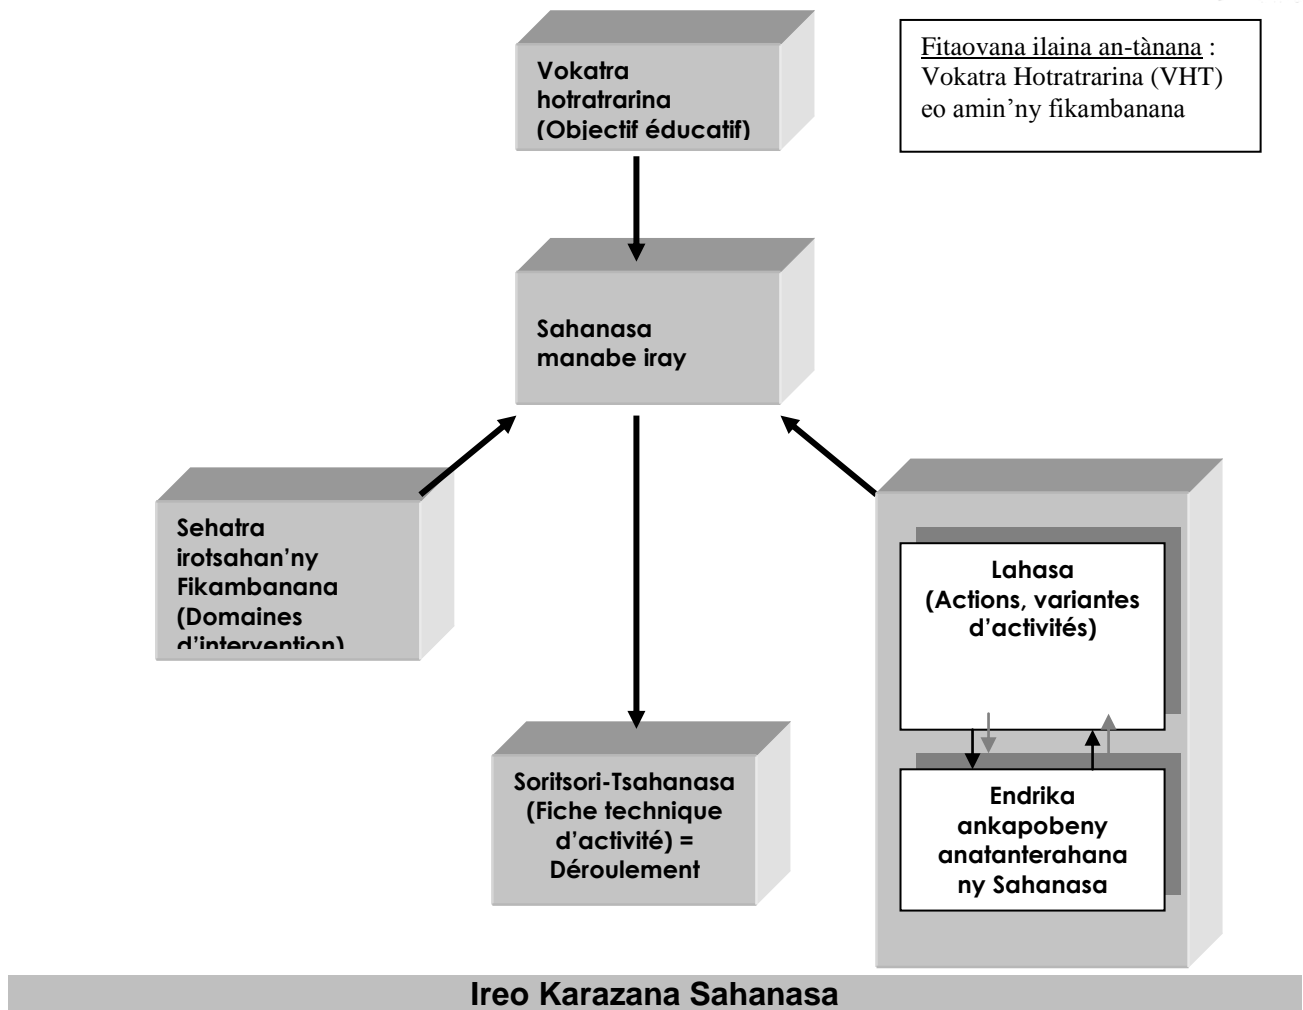 Vokatra
hotratrarina
(Objectif éducatif)
Fitaovana ilaina an-tànana :
Vokatra Hotratrarina (VHT)
eo amin’ny fikambanana
Sahanasa
manabe iray
Sehatra
irotsahan’ny
Fikambanana
(Domaines
d’intervention)
Lahasa
(Actions, variantes
d’activités)
Soritsori-Tsahanasa
(Fiche technique
d’activité) =
Déroulement
Endrika
ankapobeny
anatanterahana
ny Sahanasa
Ireo Karazana Sahanasa